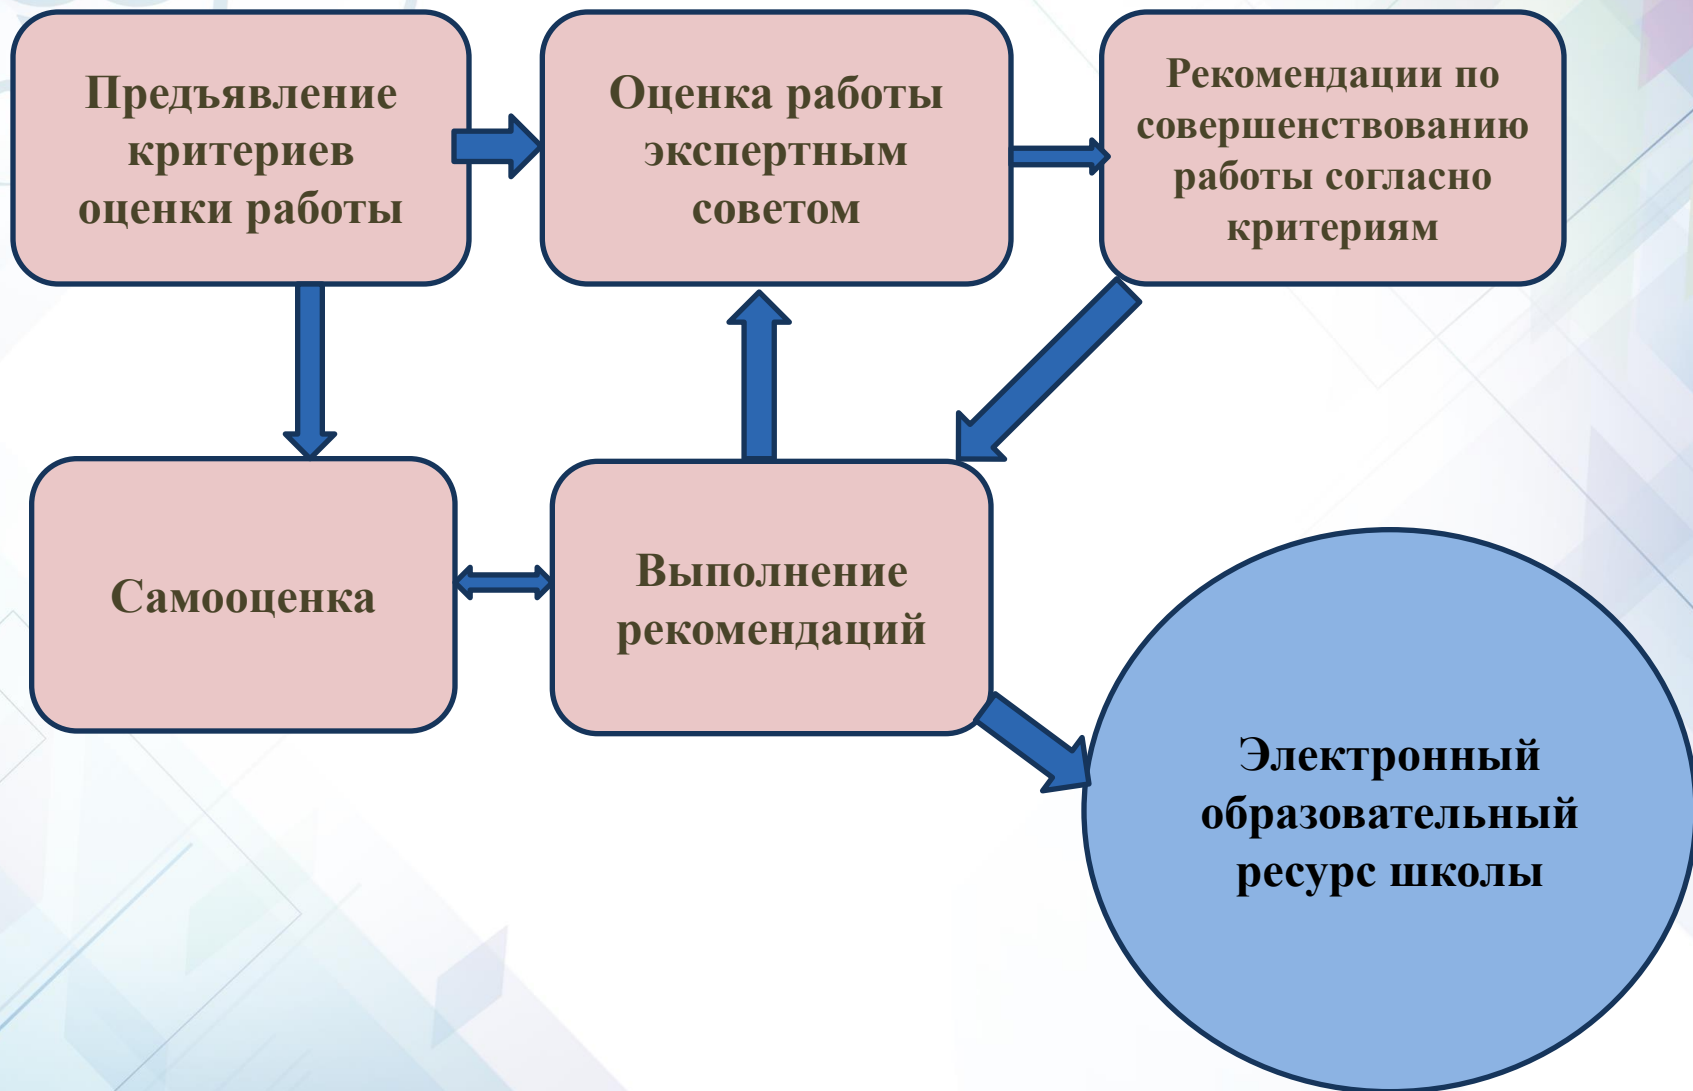 Предъявление
критериев
оценки работы
Оценка работы
экспертным
советом
Рекомендации по
совершенствованию
работы согласно
критериям
Самооценка
Выполнение
рекомендаций
Электронный
образовательный
ресурс школы